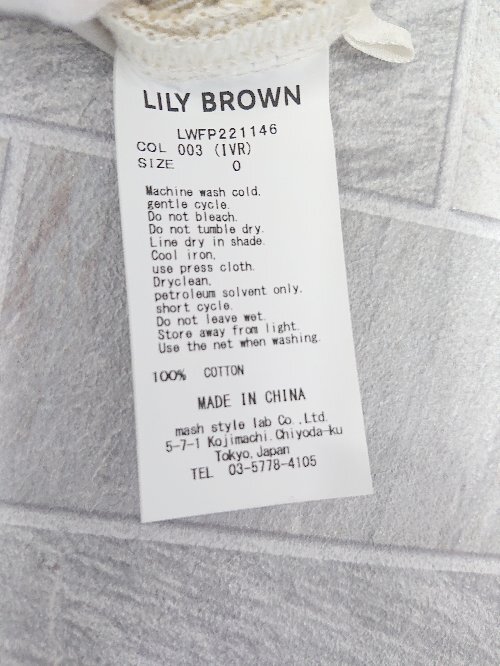 LILY BROWN
LWFP221146
COL 003 (IVR)
SIZE 0
Machine wash cold.
gentle cycle.
Do not bleach.
Do not tumble dry.
Line dry in shade.
Cool iron,
use press cloth.
Dryclean,
petroleum solvent only.
short cycle.
Do not leave wet.
Store away from light.
Use the net when washing.
100% COTTON
MADE IN CHINA
mash style lab Co.,Ltd.
5-7-1 Kojimachi,Chiyoda-ku
Tokyo,Japan
TEL 03-5778-4105